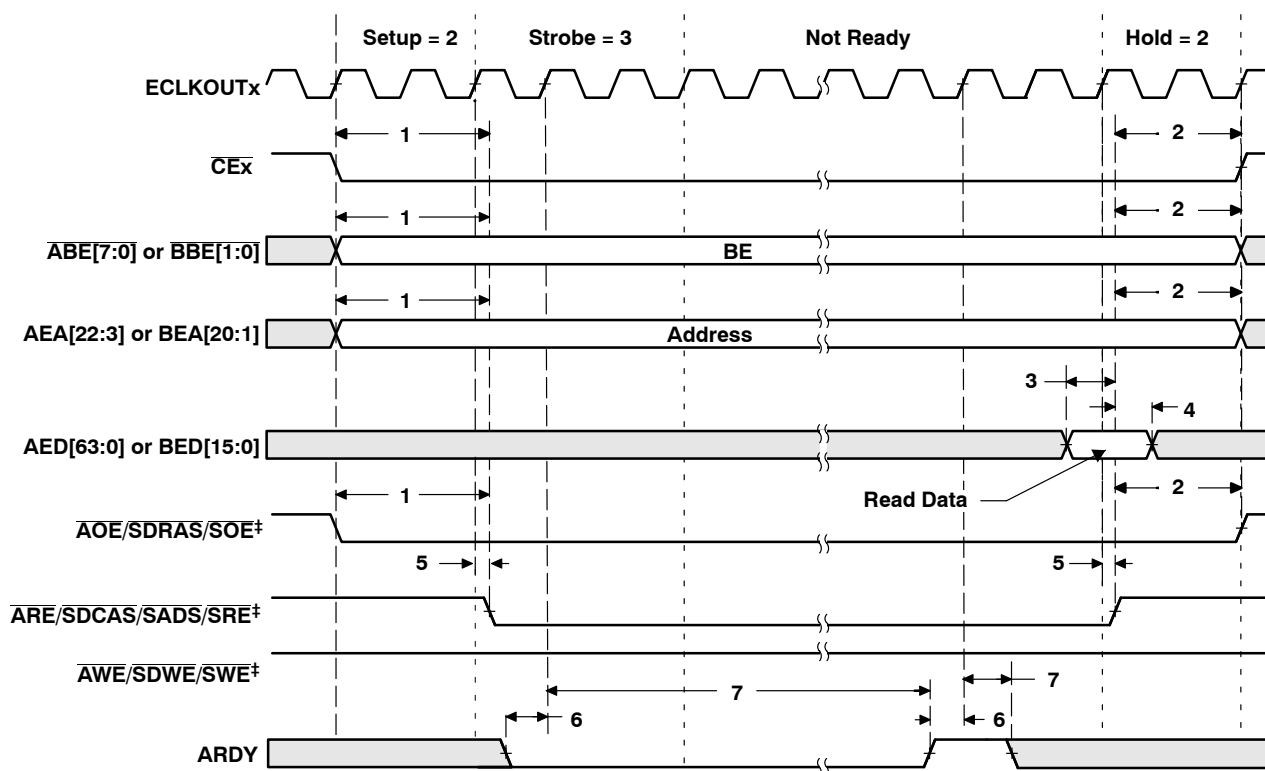 Setup = 2 Strobe = 3 Not Ready Hold = 2
ECLKOUTx
1 2
CEx
1 2
ABE[7:0] or BBE[1:0] BE
1 2
AEA[22:3] or BEA[20:1] Address
3
4
AED[63:0] or BED[15:0]
1 Read Data 2
AOE/SDRAS/SOE‡
5 5
ARE/SDCAS/SADS/SRE‡
AWE/SDWE/SWE‡
7 7
6 6
ARDY